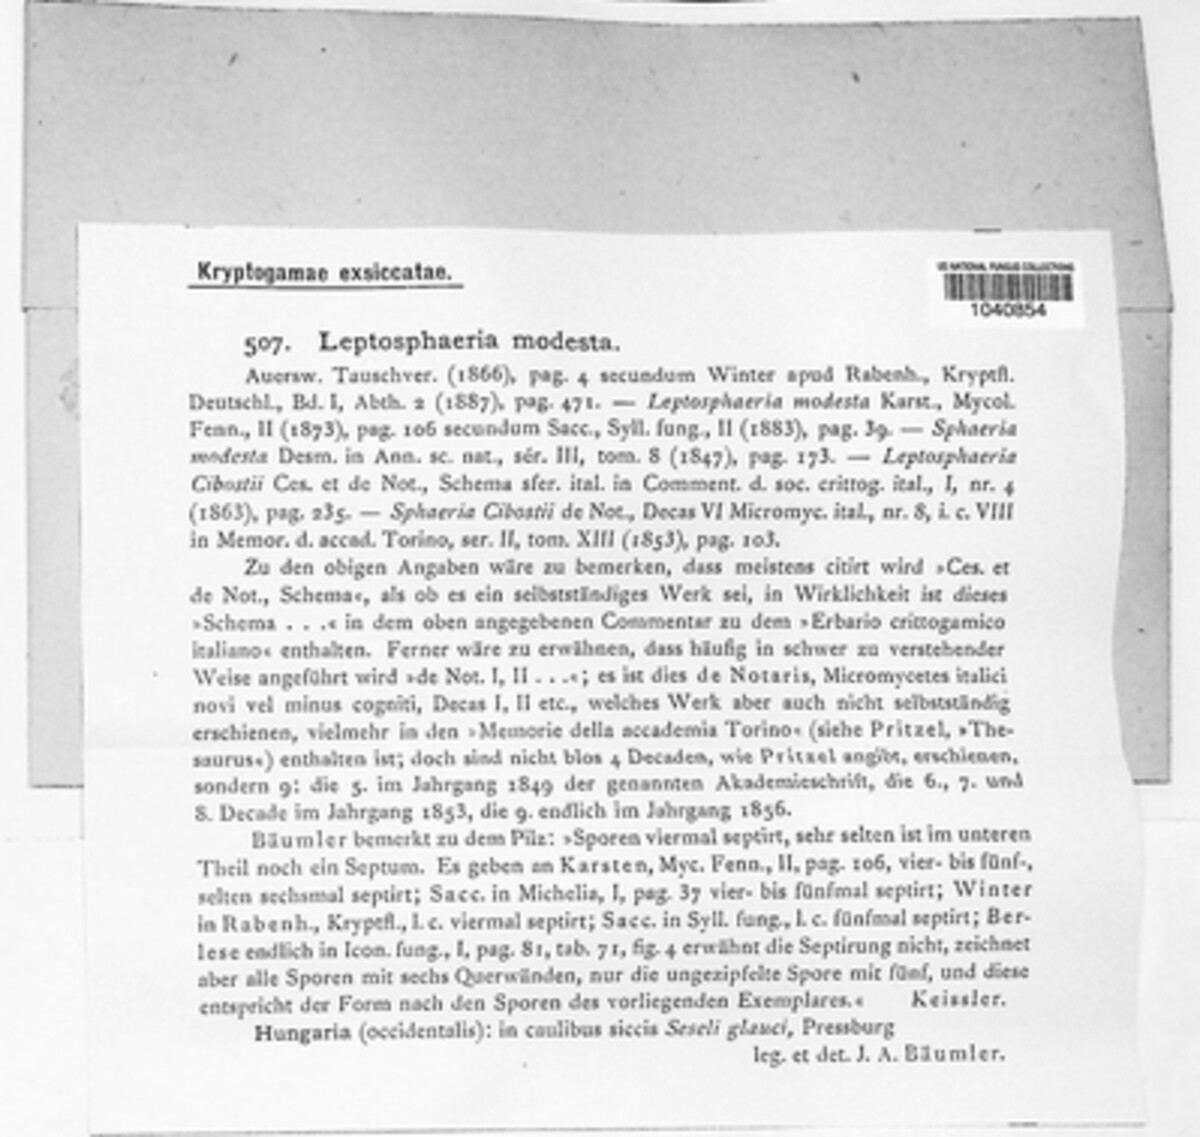 Kryptogamae exsiccatae.
US NATIONAL FUNGUS COLLECTIONS
1040854
507. Leptosphaeria modesta.
Auersw. Tauschver. (1866), pag. 4 secundum Winter apud Rabenh., Kryptfl.
Deutschl., Bd. I, Abth. 2 (1887), pag. 471. — Leptosphaeria modesta Karst., Mycol.
Fenn., II (1873), pag. 106 secundum Sacc., Syll. fung., II (1883), pag. 39. — Sphaeria
modesta Desm. in Ann. sc. nat., sér. III, tom. 8 (1847), pag. 173. — Leptosphaeria
Cibostii Ces. et de Not., Schema sfer. ital. in Comment. d. soc. crittog. ital., I, nr. 4
(1863), pag. 235. — Sphaeria Cibostii de Not., Decas VI Micromyc. ital., nr. 8, i. c. VIII
in Memor. d. accad. Torino, ser. II, tom. XIII (1853), pag. 103.
Zu den obigen Angaben wäre zu bemerken, dass meistens citirt wird »Ces. et
de Not., Schema«, als ob es ein selbstständiges Werk sei, in Wirklichkeit ist dieses
»Schema . . .« in dem oben angegebenen Commentar zu dem »Erbario crittogamico
italiano« enthalten. Ferner wäre zu erwähnen, dass häufig in schwer zu verstehender
Weise angeführt wird »de Not. I, II . . .«; es ist dies de Notaris, Micromycetes italici
novi vel minus cogniti, Decas I, II etc., welches Werk aber auch nicht selbstständig
erschienen, vielmehr in den »Memorie della accademia Torino« (siehe Pritzel, »The-
saurus«) enthalten ist; doch sind nicht blos 4 Decaden, wie Pritzel angibt, erschienen,
sondern 9: die 5. im Jahrgang 1849 der genannten Akademieschrift, die 6., 7. und
8. Decade im Jahrgang 1853, die 9. endlich im Jahrgang 1856.
Bäumler bemerkt zu dem Pilz: »Sporen viermal septirt, sehr selten ist im unteren
Theil noch ein Septum. Es geben an Karsten, Myc. Fenn., II, pag. 106, vier- bis fünf-,
selten sechsmal septirt; Sacc. in Michelia, I, pag. 37 vier- bis fünfmal septirt; Winter
in Rabenh., Kryptfl., l. c. viermal septirt; Sacc. in Syll. fung., l. c. fünfmal septirt; Ber-
lese endlich in Icon. fung., I, pag. 81, tab. 71, fig. 4 erwähnt die Septirung nicht, zeichnet
aber alle Sporen mit sechs Querwänden, nur die ungezipfelte Spore mit fünf, und diese
entspricht der Form nach den Sporen des vorliegenden Exemplares.« Keissler.
Hungaria (occidentalis): in caulibus siccis Seseli glauci, Pressburg
leg. et det. J. A. Bäumler.